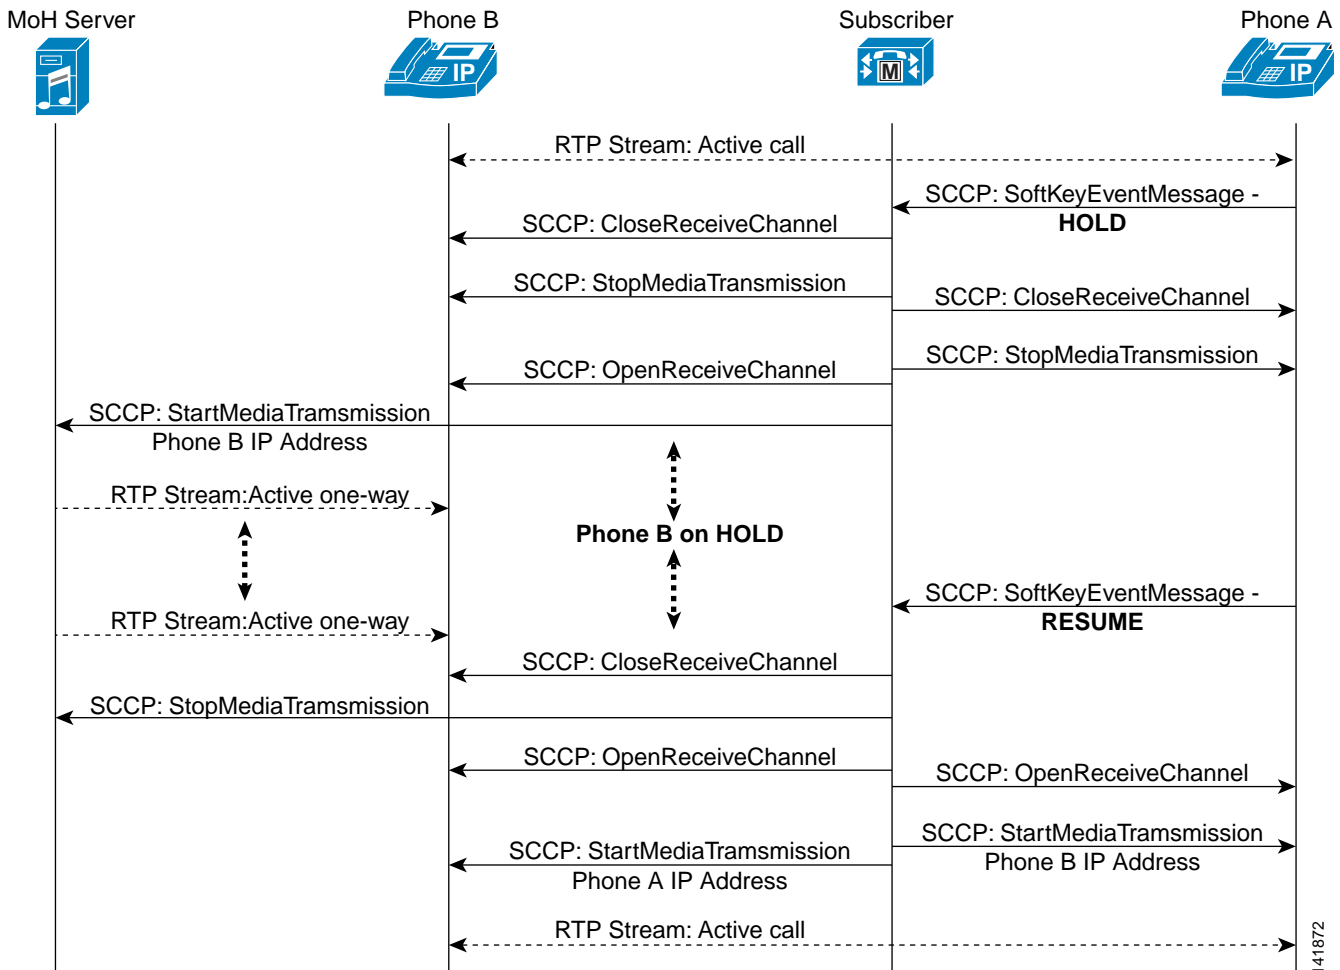 MoH Server
Phone B
Subscriber
Phone A
IP
M
IP
RTP Stream: Active call
SCCP: SoftKeyEventMessage -
HOLD
SCCP: CloseReceiveChannel
SCCP: StopMediaTransmission
SCCP: CloseReceiveChannel
SCCP: StopMediaTransmission
SCCP: OpenReceiveChannel
SCCP: StartMediaTramsmission
Phone B IP Address
RTP Stream:Active one-way
Phone B on HOLD
SCCP: SoftKeyEventMessage -
RESUME
RTP Stream:Active one-way
SCCP: CloseReceiveChannel
SCCP: StopMediaTramsmission
SCCP: OpenReceiveChannel
SCCP: OpenReceiveChannel
SCCP: StartMediaTramsmission
Phone B IP Address
SCCP: StartMediaTramsmission
Phone A IP Address
RTP Stream: Active call
141872